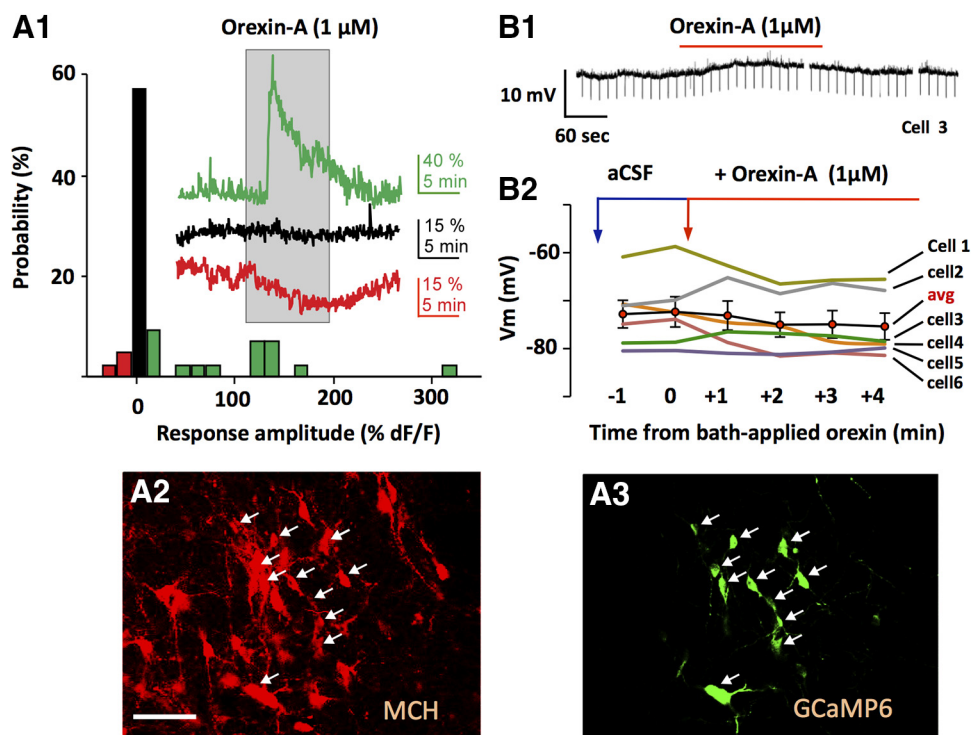 A1
Orexin-A (1 µM)
60
40
20
Probability (%)
40 %
5 min
15 %
5 min
15 %
5 min
0
100
200
300
Response amplitude (% dF/F)
B1
Orexin-A (1µM)
10 mV
60 sec
Cell 3
B2
aCSF
+ Orexin-A (1µM)
-60
-80
Vm (mV)
Cell 1
cell2
avg
cell3
cell4
cell5
cell6
-1
0
+1
+2
+3
+4
Time from bath-applied orexin (min)
A2
MCH
A3
GCaMP6